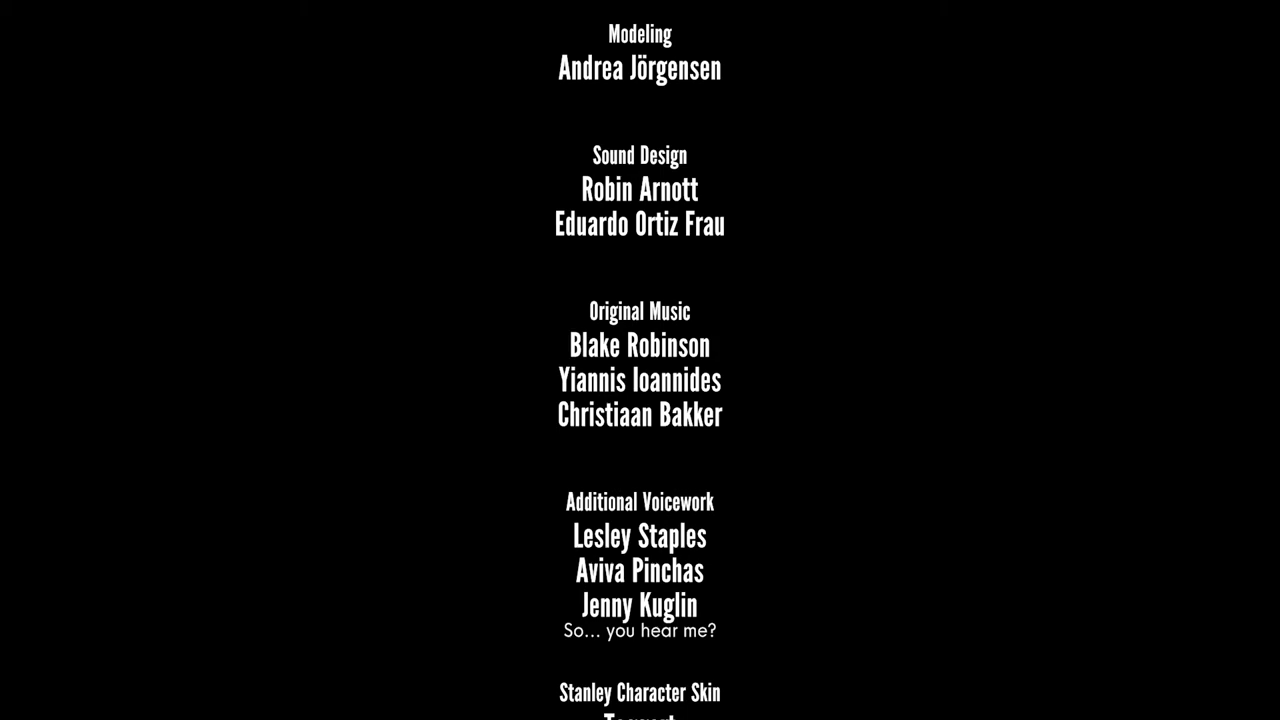 Modeling
Andrea Jörgensen
Sound Design
Robin Arnott
Eduardo Ortiz Frau
Original Music
Blake Robinson
Yiannis Ioannides
Christiaan Bakker
Additional Voicework
Lesley Staples
Aviva Pinchas
Jenny Kuglin
So... you hear me?
Stanley Character Skin